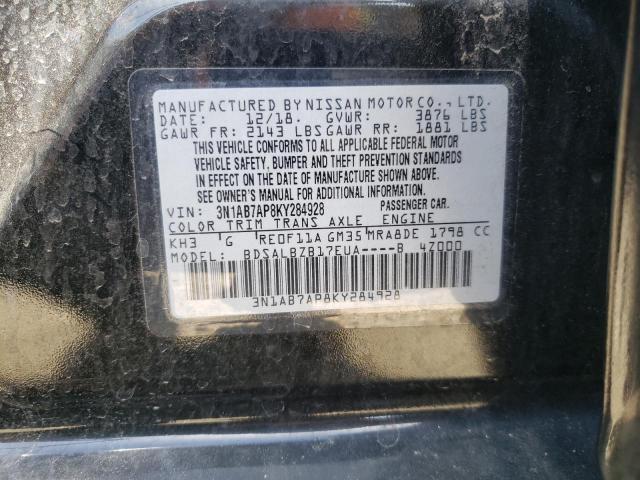 MANUFACTURED BY NISSAN MOTOR CO., LTD.
DATE: 12/18. GVWR: 3876 LBS
GAWR FR: 2143 LBS GAWR RR: 1881 LBS
THIS VEHICLE CONFORMS TO ALL APPLICABLE FEDERAL MOTOR
VEHICLE SAFETY, BUMPER AND THEFT PREVENTION STANDARDS
IN EFFECT ON THE DATE OF MANUFACTURE SHOWN ABOVE.
SEE OWNER'S MANUAL FOR ADDITIONAL INFORMATION.
VIN: 3N1AB7AP8KY284928 PASSENGER CAR.
COLOR TRIM TRANS AXLE ENGINE
KH3 G RE0F11A GM35 MRA8DE 1798 CC
MODEL: BDSALBZB17EUA----B 4Z000
3N1AB7AP8KY284928